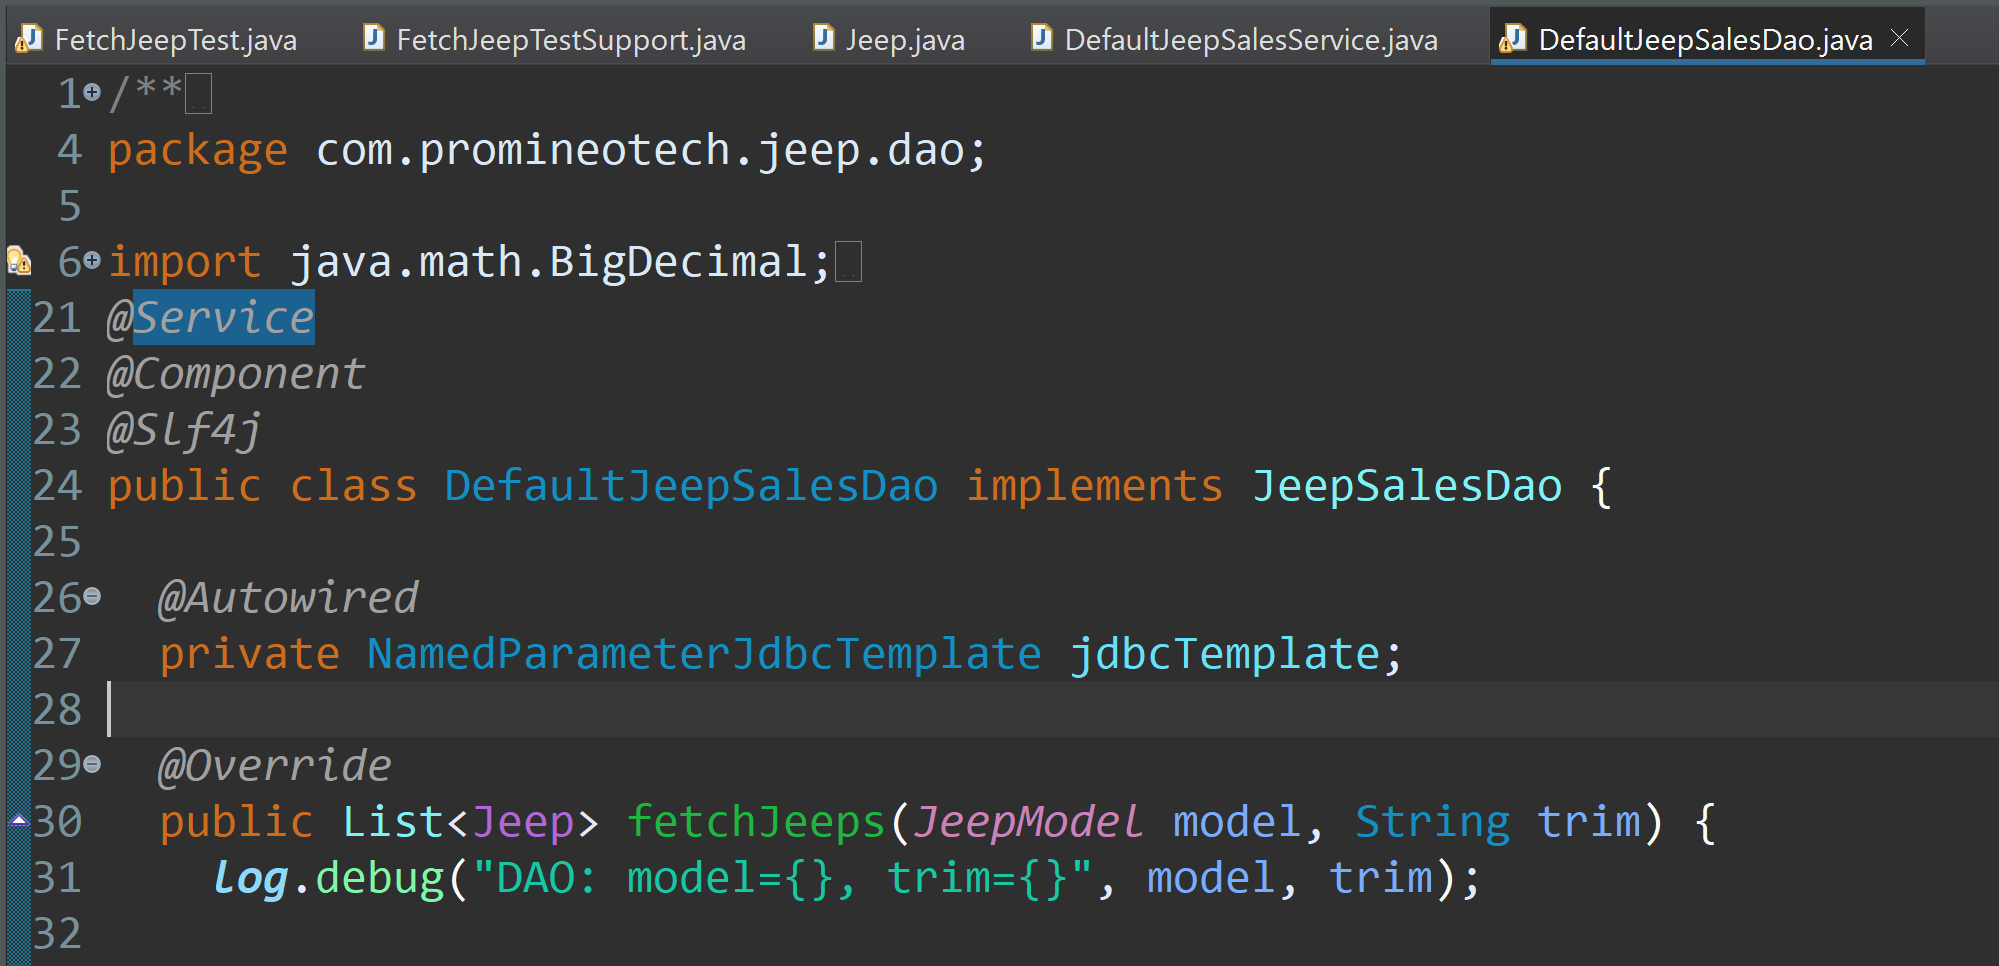 FetchJeepTest.java FetchJeepTestSupport.java Jeep.java DefaultJeepSalesService.java DefaultJeepSalesDao.java
1 /**
4 package com.promineotech.jeep.dao;
5
6 import java.math.BigDecimal;
21 @Service
22 @Component
23 @Slf4j
24 public class DefaultJeepSalesDao implements JeepSalesDao {
25
26 @Autowired
27 private NamedParameterJdbcTemplate jdbcTemplate;
28
29 @Override
30 public List<Jeep> fetchJeeps(JeepModel model, String trim) {
31 log.debug("DAO: model={}, trim={}", model, trim);
32